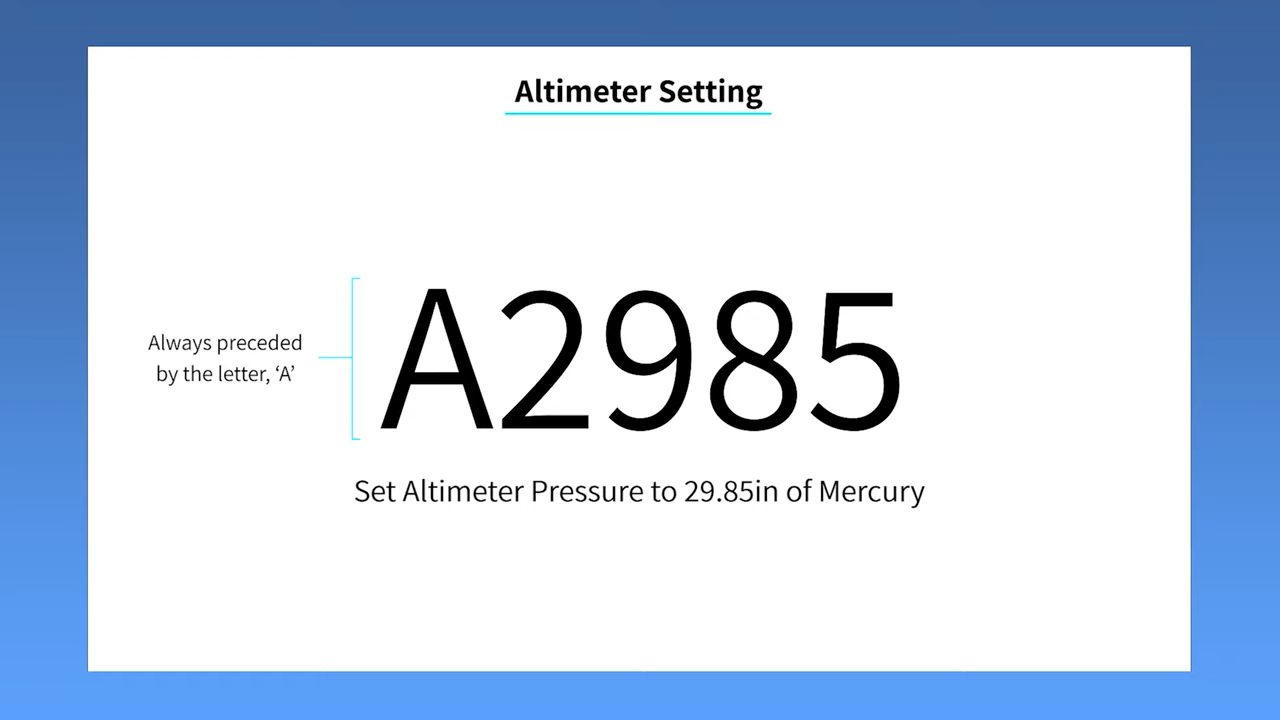 Altimeter Setting
A2985
Always preceded
by the letter, ‘A’
Set Altimeter Pressure to 29.85in of Mercury